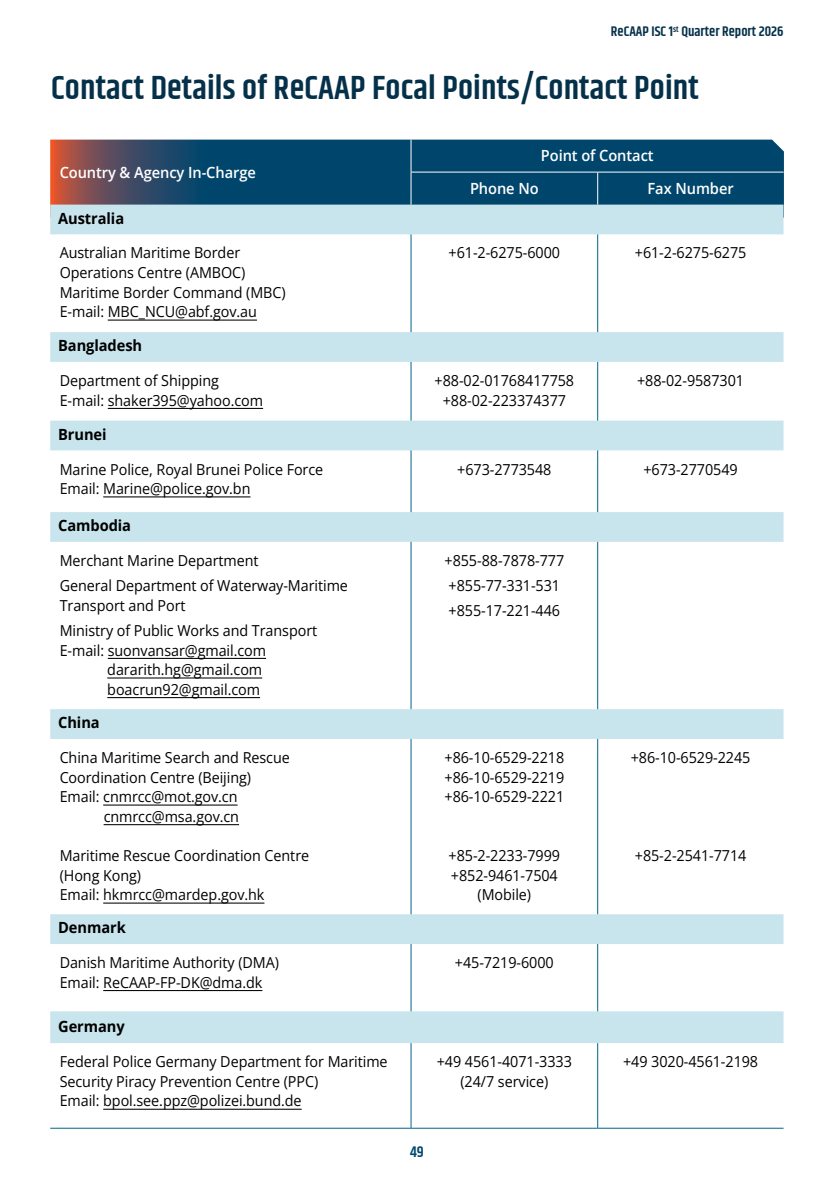 ReCAAP ISC 1st Quarter Report 2026
Contact Details of ReCAAP Focal Points/Contact Point
Country & Agency In-Charge
Point of Contact
Phone No
Fax Number
Australia
Australian Maritime Border
Operations Centre (AMBOC)
Maritime Border Command (MBC)
E-mail: MBC_NCU@abf.gov.au
+61-2-6275-6000
+61-2-6275-6275
Bangladesh
Department of Shipping
E-mail: shaker395@yahoo.com
+88-02-01768417758
+88-02-223374377
+88-02-9587301
Brunei
Marine Police, Royal Brunei Police Force
Email: Marine@police.gov.bn
+673-2773548
+673-2770549
Cambodia
Merchant Marine Department
General Department of Waterway-Maritime
Transport and Port
Ministry of Public Works and Transport
E-mail: suonvansar@gmail.com
dararith.hg@gmail.com
boacrun92@gmail.com
+855-88-7878-777
+855-77-331-531
+855-17-221-446
China
China Maritime Search and Rescue
Coordination Centre (Beijing)
Email: cnmrcc@mot.gov.cn
cnmrcc@msa.gov.cn
+86-10-6529-2218
+86-10-6529-2219
+86-10-6529-2221
+86-10-6529-2245
Maritime Rescue Coordination Centre
(Hong Kong)
Email: hkmrcc@mardep.gov.hk
+85-2-2233-7999
+852-9461-7504
(Mobile)
+85-2-2541-7714
Denmark
Danish Maritime Authority (DMA)
Email: ReCAAP-FP-DK@dma.dk
+45-7219-6000
Germany
Federal Police Germany Department for Maritime
Security Piracy Prevention Centre (PPC)
Email: bpol.see.ppz@polizei.bund.de
+49 4561-4071-3333
(24/7 service)
+49 3020-4561-2198
49